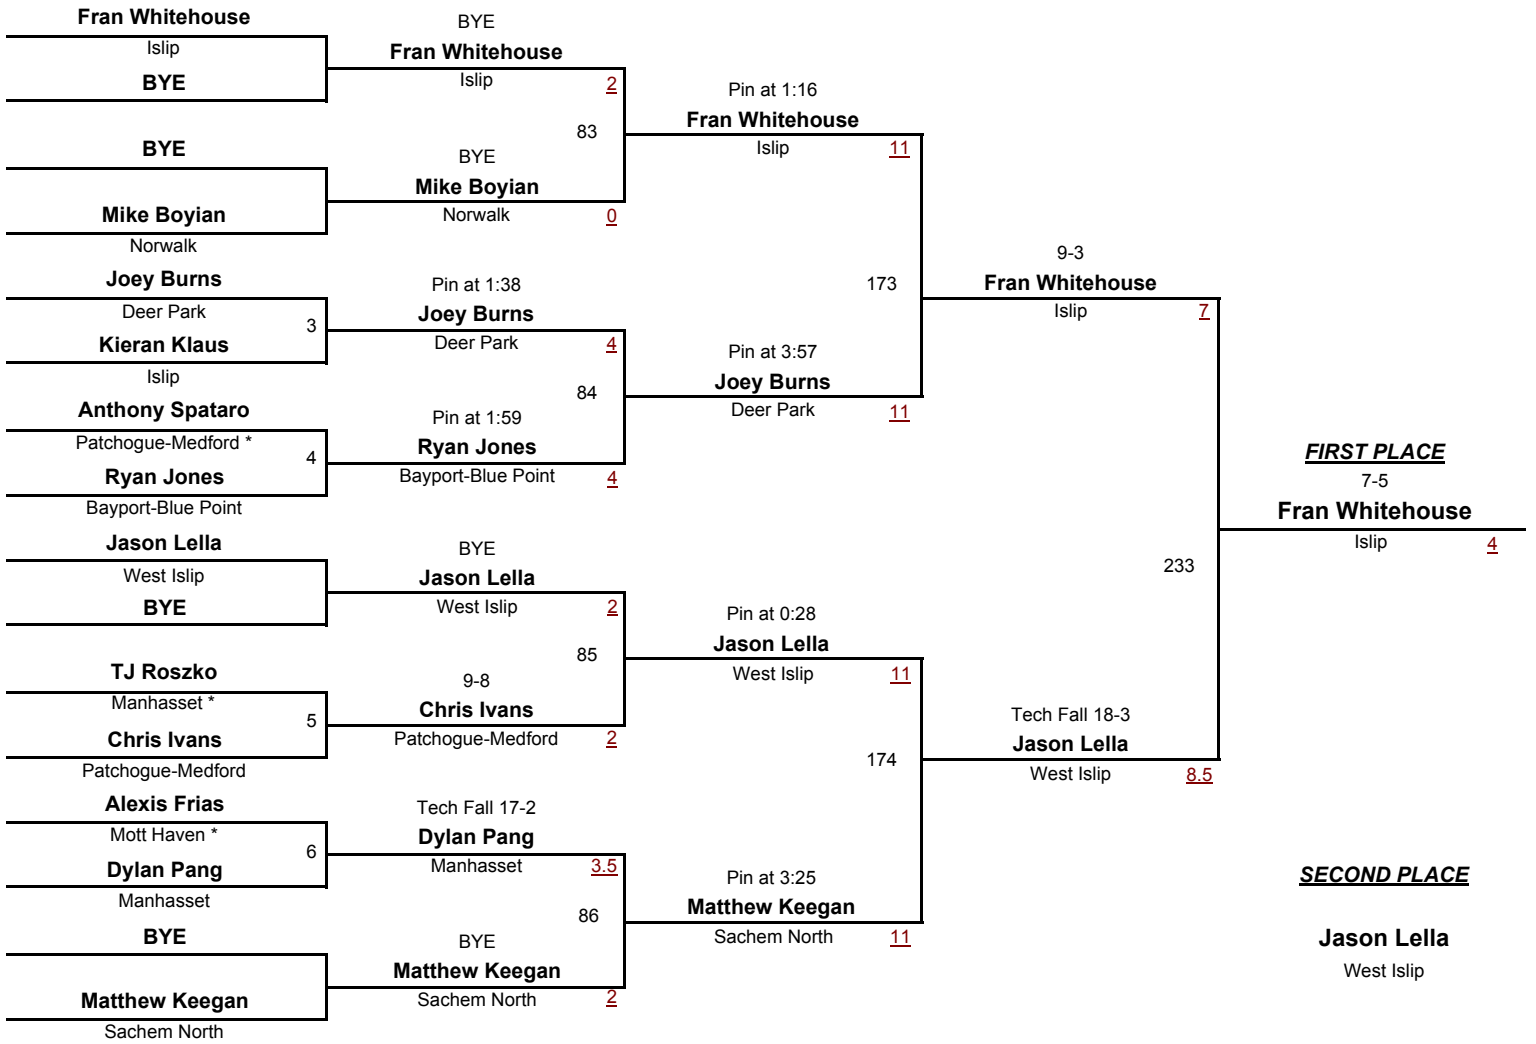 Fran Whitehouse
Islip
BYE
BYE
Mike Boyian
Norwalk
Joey Burns
Deer Park
3
Kieran Klaus
Islip
Anthony Spataro
Patchogue-Medford *
4
Ryan Jones
Bayport-Blue Point
Jason Lella
West Islip
BYE
TJ Roszko
Manhasset *
5
Chris Ivans
Patchogue-Medford
Alexis Frias
Mott Haven *
6
Dylan Pang
Manhasset
BYE
Matthew Keegan
Sachem North
BYE
Fran Whitehouse
Islip
2
83
BYE
Mike Boyian
Norwalk
0
Pin at 1:38
Joey Burns
Deer Park
4
84
Pin at 1:59
Ryan Jones
Bayport-Blue Point
4
BYE
Jason Lella
West Islip
2
85
9-8
Chris Ivans
Patchogue-Medford
2
Tech Fall 17-2
Dylan Pang
Manhasset
3.5
86
BYE
Matthew Keegan
Sachem North
2
Pin at 1:16
Fran Whitehouse
Islip
11
173
Pin at 3:57
Joey Burns
Deer Park
11
Pin at 0:28
Jason Lella
West Islip
11
174
Pin at 3:25
Matthew Keegan
Sachem North
11
9-3
Fran Whitehouse
Islip
7
233
Tech Fall 18-3
Jason Lella
West Islip
8.5
FIRST PLACE
7-5
Fran Whitehouse
Islip
4
SECOND PLACE
Jason Lella
West Islip